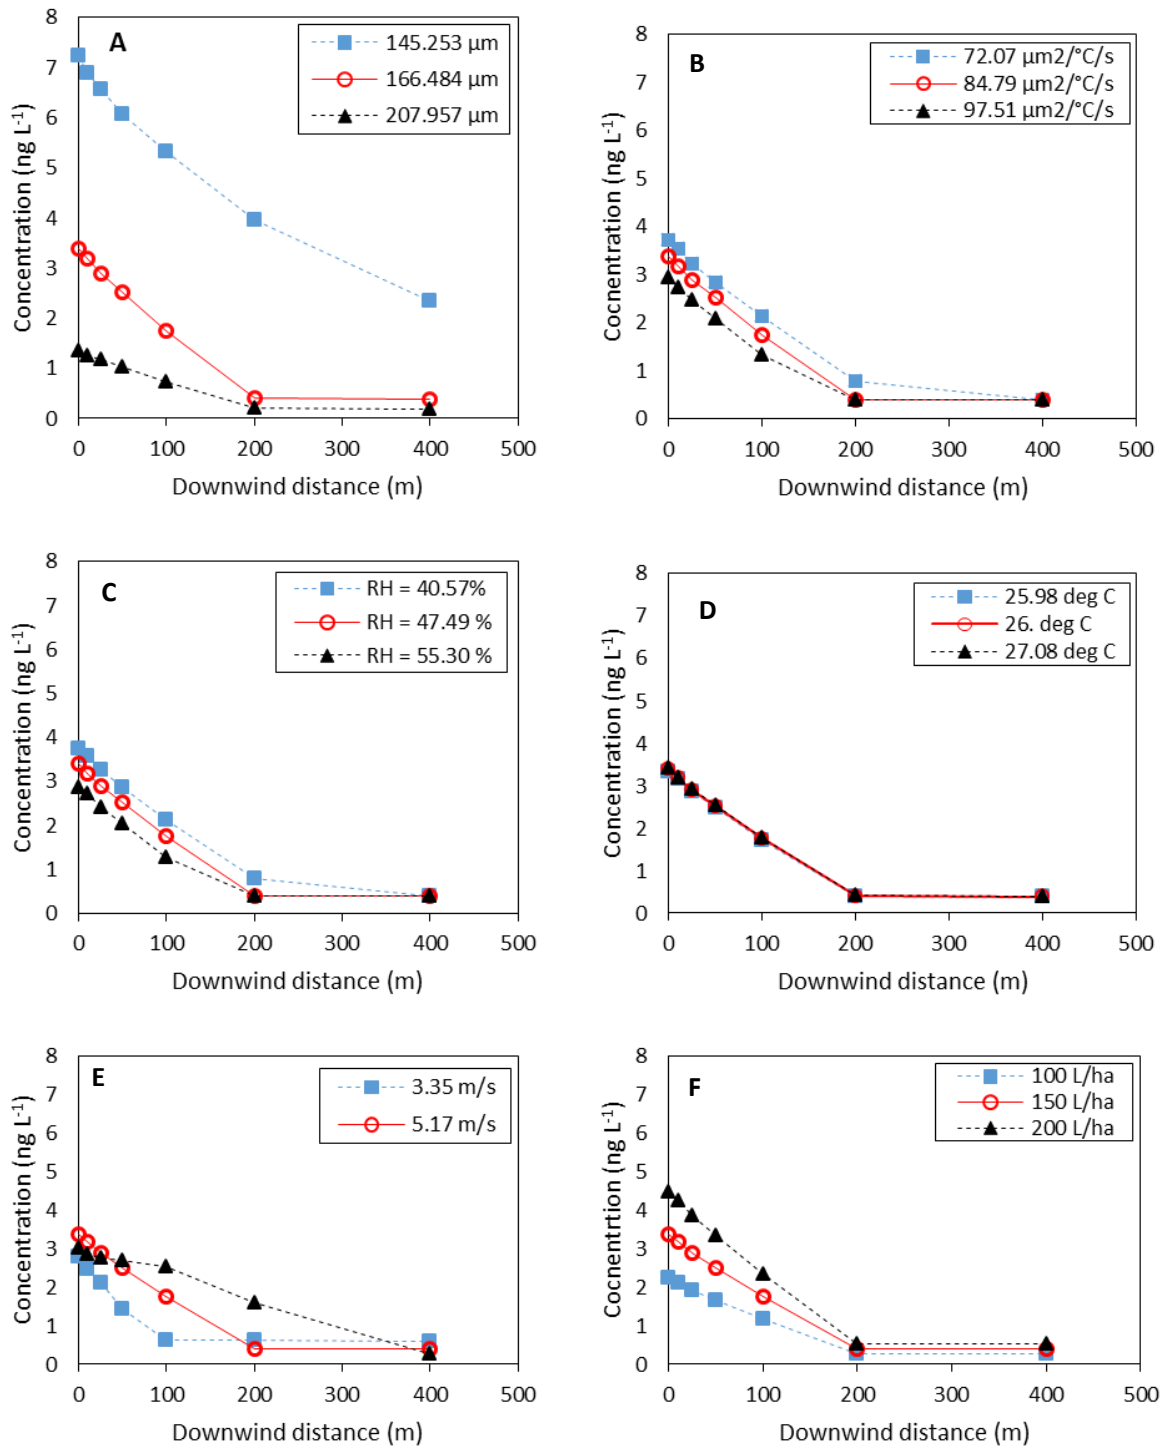 A
145.253 µm
166.484 µm
207.957 µm
Concentration (ng L-1)
8
7
6
5
4
3
2
1
0
0 100 200 300 400 500
Downwind distance (m)
B
72.07 µm2/°C/s
84.79 µm2/°C/s
97.51 µm2/°C/s
Cocnentration (ng L-1)
8
7
6
5
4
3
2
1
0
0 100 200 300 400 500
Downwind distance (m)
C
RH = 40.57%
RH = 47.49 %
RH = 55.30 %
Concentration (ng L-1)
8
7
6
5
4
3
2
1
0
0 100 200 300 400 500
Downwind distance (m)
D
25.98 deg C
26. deg C
27.08 deg C
Concentration (ng L-1)
8
7
6
5
4
3
2
1
0
0 100 200 300 400 500
Downwind distance (m)
E
3.35 m/s
5.17 m/s
Concentration (ng L-1)
8
7
6
5
4
3
2
1
0
0 100 200 300 400 500
Downwind distance (m)
F
100 L/ha
150 L/ha
200 L/ha
Cocnentrtion (ng L-1)
8
7
6
5
4
3
2
1
0
0 100 200 300 400 500
Downwind distance (m)